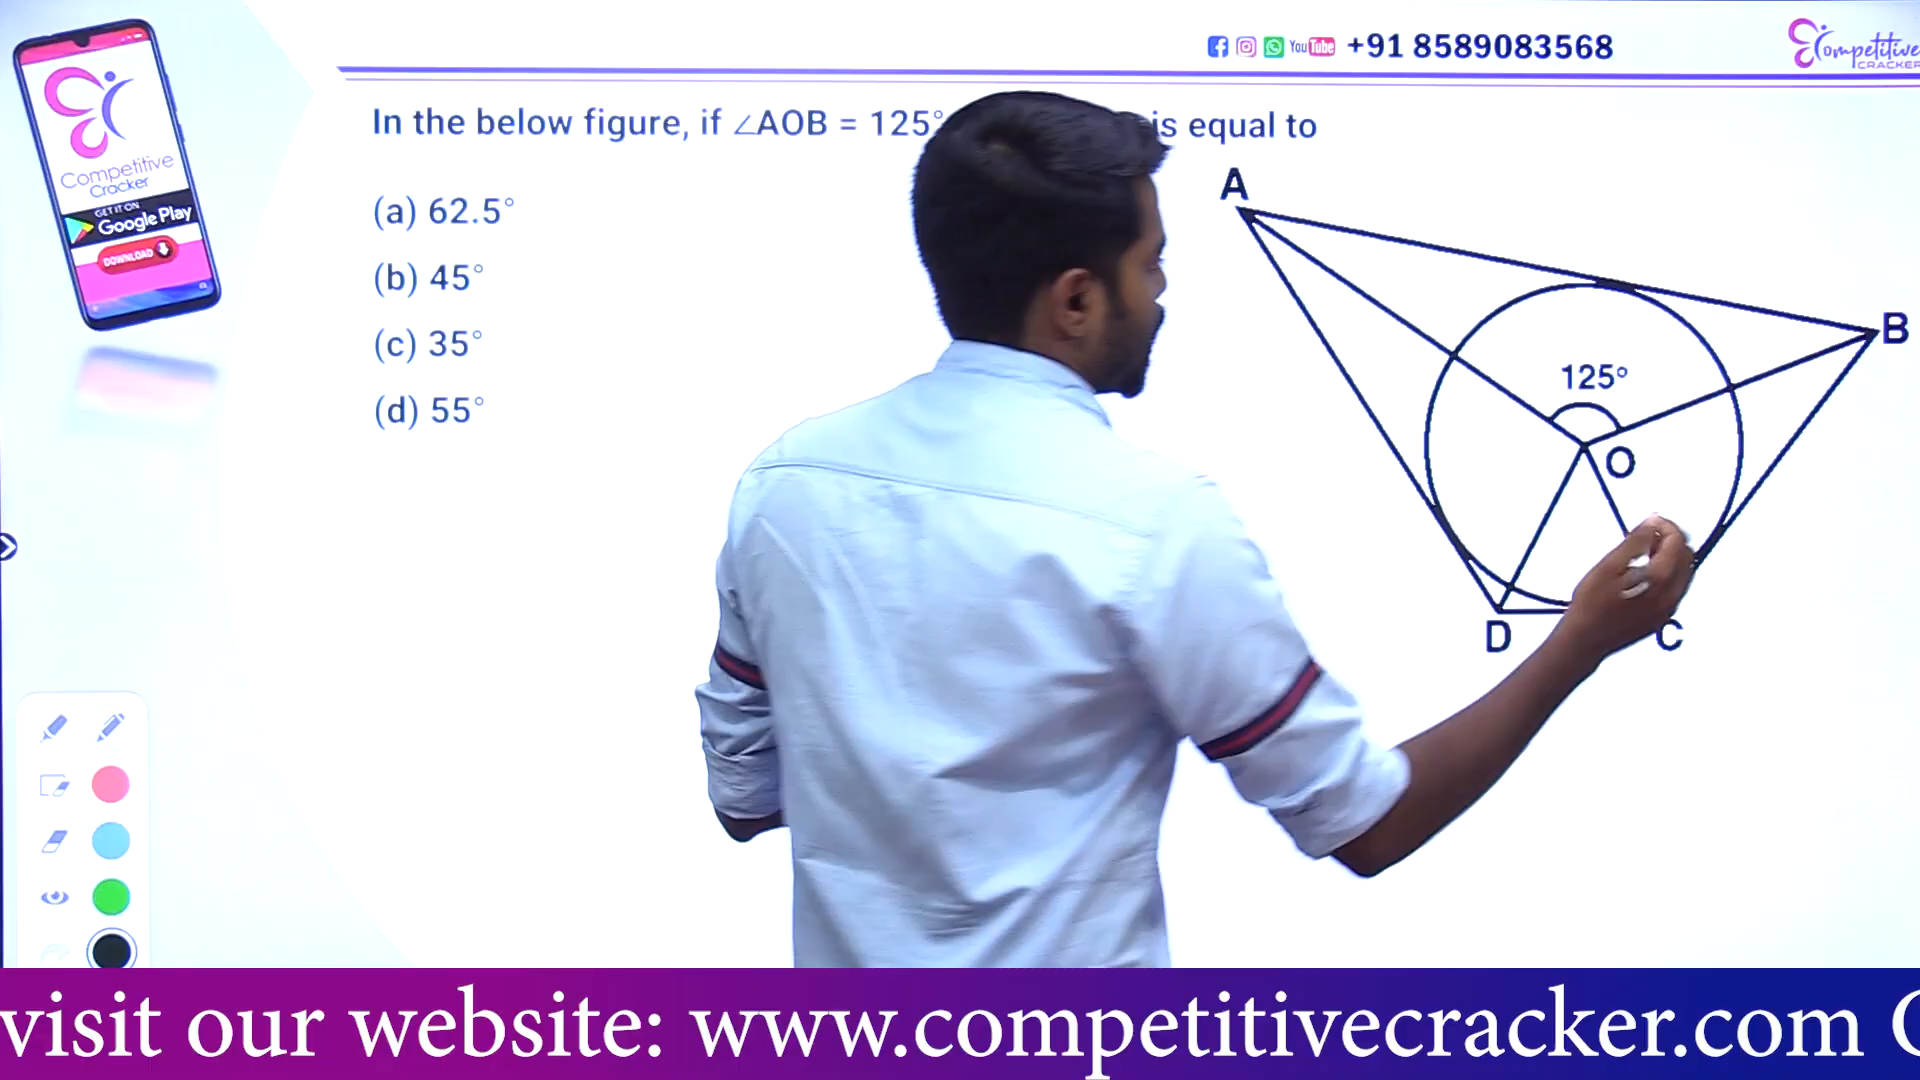 YouTube +91 8589083568
Competitive
CRACKER
In the below figure, if ∠AOB = 125° is equal to
(a) 62.5°
(b) 45°
(c) 35°
(d) 55°
A
B
125°
O
D
C
Competitive
Cracker
GET IT ON
Google Play
DOWNLOAD
visit our website: www.competitivecracker.com